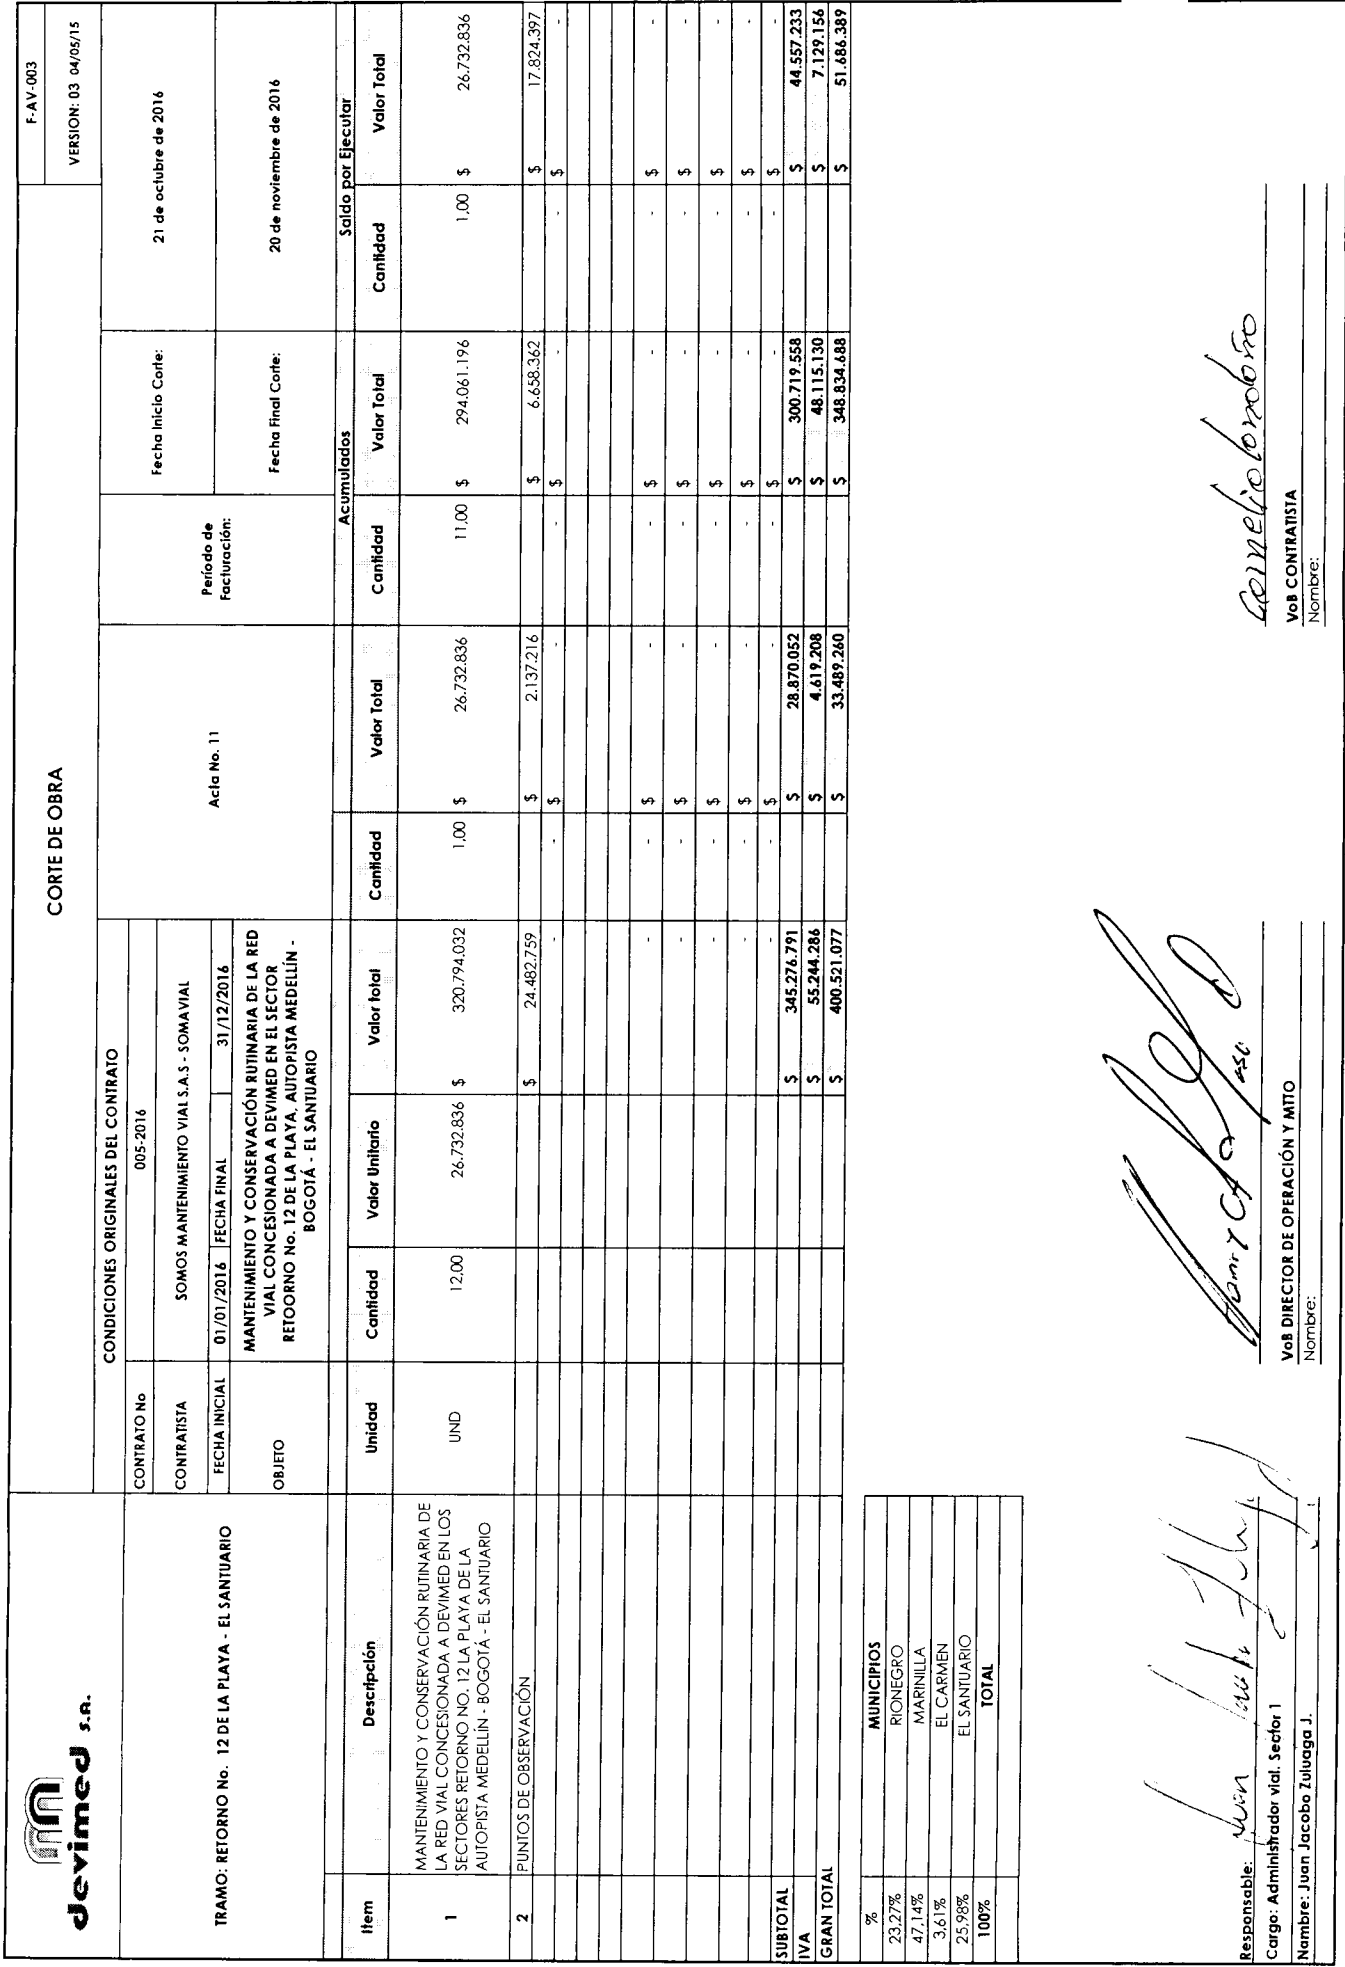 devimed s.a.
CORTE DE OBRA
F-AV-003
VERSION: 03 04/05/15
TRAMO: RETORNO No. 12 DE LA PLAYA - EL SANTUARIO
CONDICIONES ORIGINALES DEL CONTRATO
CONTRATO No 005-2016
CONTRATISTA SOMOS MANTENIMIENTO VIAL S.A.S - SOMAVIAL
FECHA INICIAL 01/01/2016 FECHA FINAL 31/12/2016
OBJETO
MANTENIMIENTO Y CONSERVACIÓN RUTINARIA DE LA RED
VIAL CONCESIONADA A DEVIMED EN EL SECTOR
RETOORNO No. 12 DE LA PLAYA, AUTOPISTA MEDELLÍN -
BOGOTÁ - EL SANTUARIO
Acta No. 11
Período de
Facturación:
Fecha Inicio Corte: 21 de octubre de 2016
Fecha Final Corte: 20 de noviembre de 2016
Acumulados Saldo por Ejecutar
Item Descripción Unidad Cantidad Valor Unitario Valor total Cantidad Valor Total Cantidad Valor Total Cantidad Valor Total
MANTENIMIENTO Y CONSERVACIÓN RUTINARIA DE
LA RED VIAL CONCESIONADA A DEVIMED EN LOS
SECTORES RETORNO NO. 12 LA PLAYA DE LA
AUTOPISTA MEDELLÍN - BOGOTÁ - EL SANTUARIO
1 UND 12,00 26.732.836 $ 320.794.032 1,00 $ 26.732.836 11,00 $ 294.061.196 1,00 $ 26.732.836
2 PUNTOS DE OBSERVACIÓN $ 24.482.759 $ 2.137.216 $ 6.658.362 $ 17.824.397
- - $ - - $ - - $ -
- - $ - - $ - - $ -
- - $ - - $ - - $ -
- - $ - - $ - - $ -
- - $ - - $ - - $ -
- - $ - - $ - - $ -
SUBTOTAL $ 345.276.791 $ 28.870.052 $ 300.719.558 $ 44.557.233
IVA $ 55.244.286 $ 4.619.208 $ 48.115.130 $ 7.129.156
GRAN TOTAL $ 400.521.077 $ 33.489.260 $ 348.834.688 $ 51.686.389
% MUNICIPIOS
23,27% RIONEGRO
47,14% MARINILLA
3,61% EL CARMEN
25,98% EL SANTUARIO
100% TOTAL
Responsable: Juan
Cargo: Administrador vial. Sector 1
Nombre: Juan Jacobo Zuluaga J.
VoB DIRECTOR DE OPERACIÓN Y MTTO
Nombre:
Cornelio Londoño
VoB CONTRATISTA
Nombre: